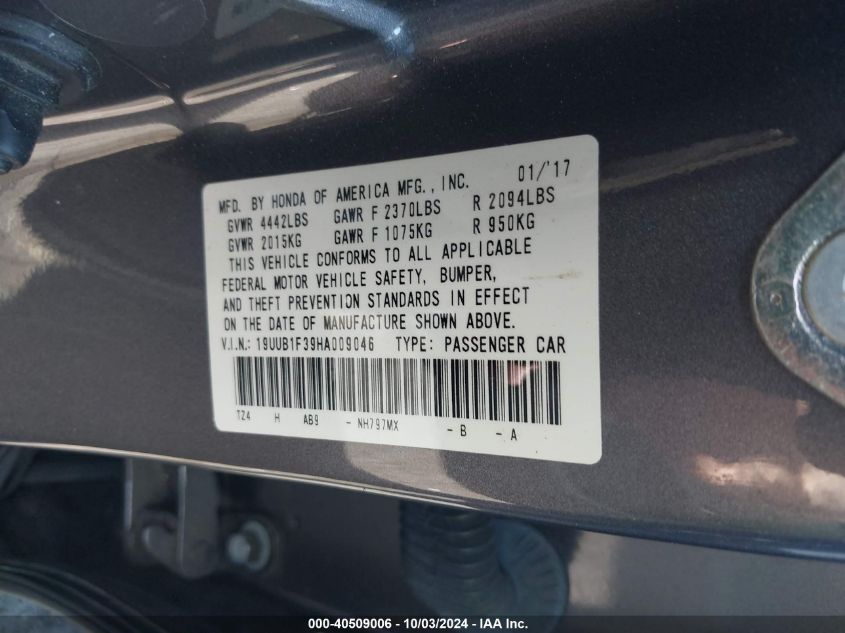 MFD. BY HONDA OF AMERICA MFG., INC. 01/'17
GVWR 4442LBS GAWR F 2370LBS R 2094LBS
GVWR 2015KG GAWR F 1075KG R 950KG
THIS VEHICLE CONFORMS TO ALL APPLICABLE
FEDERAL MOTOR VEHICLE SAFETY, BUMPER,
AND THEFT PREVENTION STANDARDS IN EFFECT
ON THE DATE OF MANUFACTURE SHOWN ABOVE.
V.I.N.: 19UUB1F39HA009046 TYPE: PASSENGER CAR
TZ4 H AB9 -NH797MX -B -A
000-40509006 - 10/03/2024 - IAA Inc.